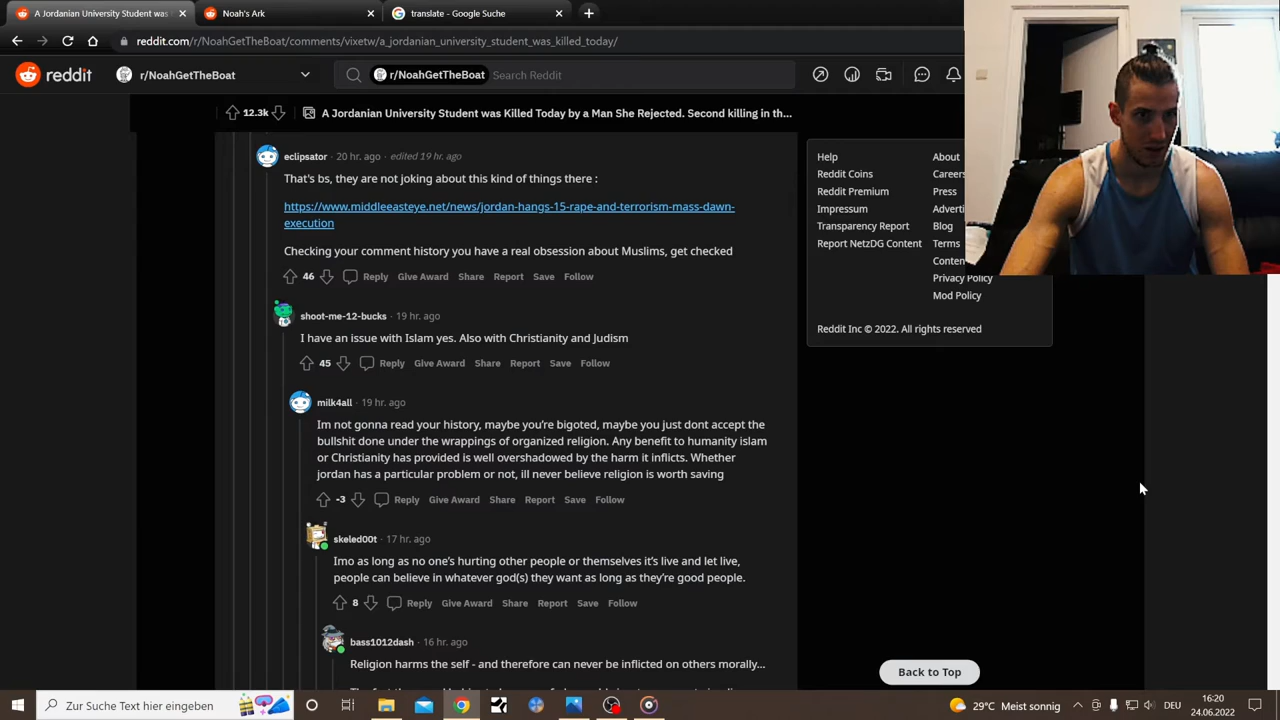 A Jordanian University Student was
Noah's Ark
- Google Su
reddit
r/NoahGetTheBoat
r/NoahGetTheBoat
Search Reddit
12.3k
A Jordanian University Student was Killed Today by a Man She Rejected. Second killing in th...
eclipsator · 20 hr. ago · edited 19 hr. ago
That's bs, they are not joking about this kind of things there :
https://www.middleeasteye.net/news/jordan-hangs-15-rape-and-terrorism-mass-dawn-
execution
Checking your comment history you have a real obsession about Muslims, get checked
46 Reply Give Award Share Report Save Follow
shoot-me-12-bucks · 19 hr. ago
I have an issue with Islam yes. Also with Christianity and Judism
45 Reply Give Award Share Report Save Follow
milk4all · 19 hr. ago
Im not gonna read your history, maybe you're bigoted, maybe you just dont accept the
bullshit done under the wrappings of organized religion. Any benefit to humanity islam
or Christianity has provided is well overshadowed by the harm it inflicts. Whether
jordan has a particular problem or not, ill never believe religion is worth saving
-3 Reply Give Award Share Report Save Follow
skeled00t · 17 hr. ago
Imo as long as no one's hurting other people or themselves it's live and let live,
people can believe in whatever god(s) they want as long as they're good people.
8 Reply Give Award Share Report Save Follow
bass1012dash · 16 hr. ago
Religion harms the self - and therefore can never be inflicted on others morally...
Help
Reddit Coins
Reddit Premium
Impressum
Transparency Report
Report NetzDG Content
About
Careers
Press
Adverti
Blog
Terms
Conten
Privacy Policy
Mod Policy
Reddit Inc © 2022. All rights reserved
Back to Top
Zur Suche Text hier eingeben
29°C Meist sonnig
DEU
16:20
24.06.2022